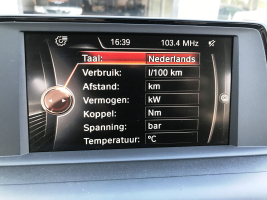 16:39 103.4 MHz
Taal: Nederlands
Verbruik: l/100 km
Afstand: km
Vermogen: kW
Koppel: Nm
Spanning: bar
Temperatuur: °C